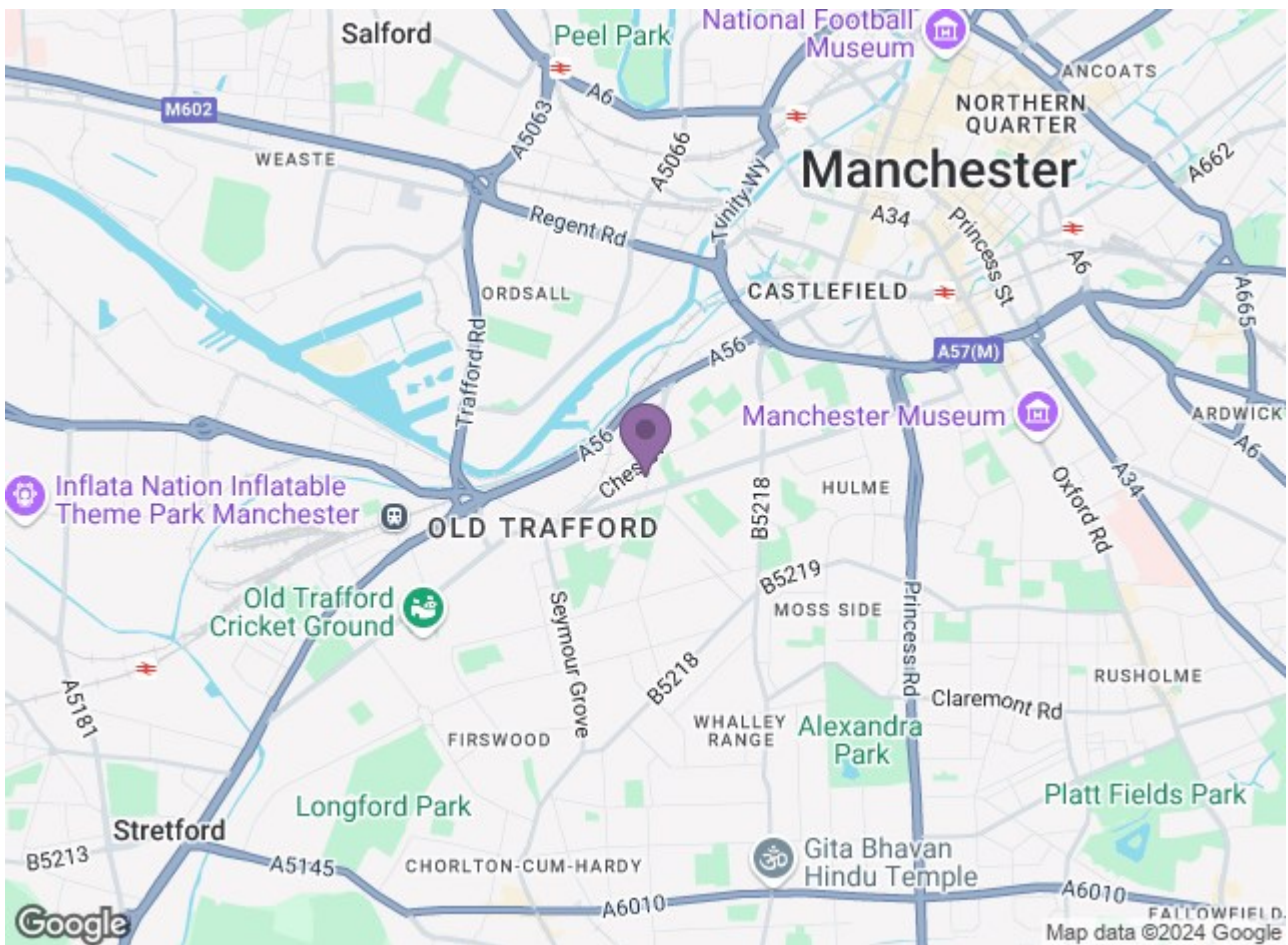 Salford
Peel Park
National Football
Museum
ANCOATS
M602
A6
A5063
NORTHERN
QUARTER
WEASTE
A5066
A662
Manchester
Trinity Wy
A34
Princess St
Regent Rd
A6
ORDSALL
CASTLEFIELD
A665
Trafford Rd
A56
A57(M)
Manchester Museum
ARDWICK
A56
A6
Inflata Nation Inflatable
Theme Park Manchester
B5218
HULME
A34
Oxford Rd
OLD TRAFFORD
B5219
Old Trafford
Cricket Ground
Seymour Grove
MOSS SIDE
Princess Rd
B5218
RUSHOLME
A5181
Claremont Rd
FIRSWOOD
WHALLEY
RANGE
Alexandra
Park
Longford Park
Platt Fields Park
Stretford
B5213
A5145
CHORLTON-CUM-HARDY
Gita Bhavan
Hindu Temple
A6010
A6010
FALLOWFIELD
Google
Map data ©2024 Google